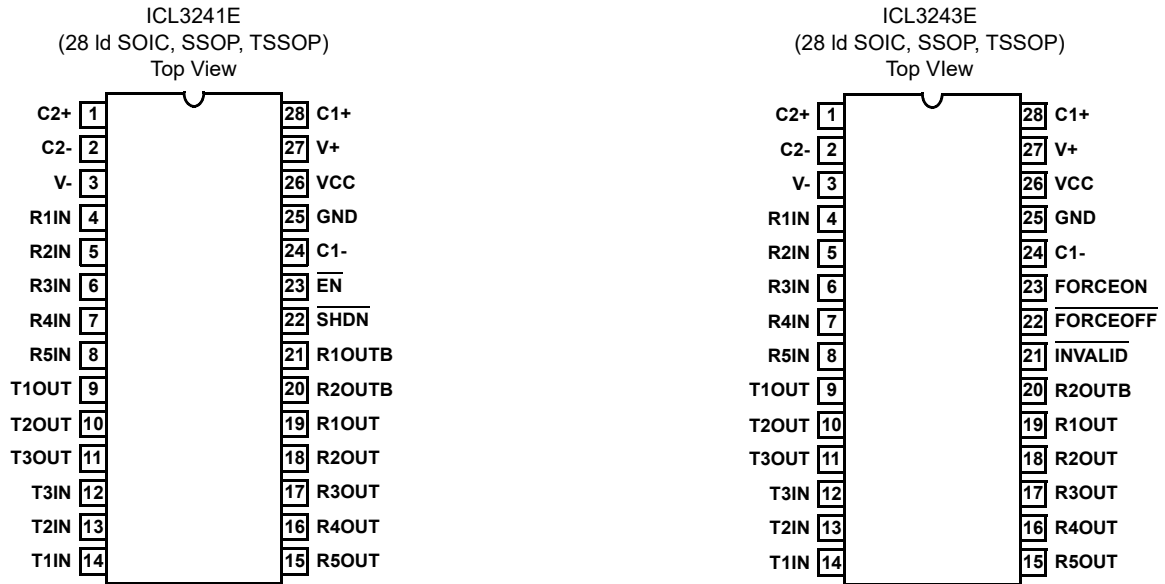 ICL3241E
(28 ld SOIC, SSOP, TSSOP)
Top View
C2+ 1 28 C1+
C2- 2 27 V+
V- 3 26 VCC
R1IN 4 25 GND
R2IN 5 24 C1-
R3IN 6 23 EN
R4IN 7 22 SHDN
R5IN 8 21 R1OUTB
T1OUT 9 20 R2OUTB
T2OUT 10 19 R1OUT
T3OUT 11 18 R2OUT
T3IN 12 17 R3OUT
T2IN 13 16 R4OUT
T1IN 14 15 R5OUT
ICL3243E
(28 ld SOIC, SSOP, TSSOP)
Top VIew
C2+ 1 28 C1+
C2- 2 27 V+
V- 3 26 VCC
R1IN 4 25 GND
R2IN 5 24 C1-
R3IN 6 23 FORCEON
R4IN 7 22 FORCEOFF
R5IN 8 21 INVALID
T1OUT 9 20 R2OUTB
T2OUT 10 19 R1OUT
T3OUT 11 18 R2OUT
T3IN 12 17 R3OUT
T2IN 13 16 R4OUT
T1IN 14 15 R5OUT